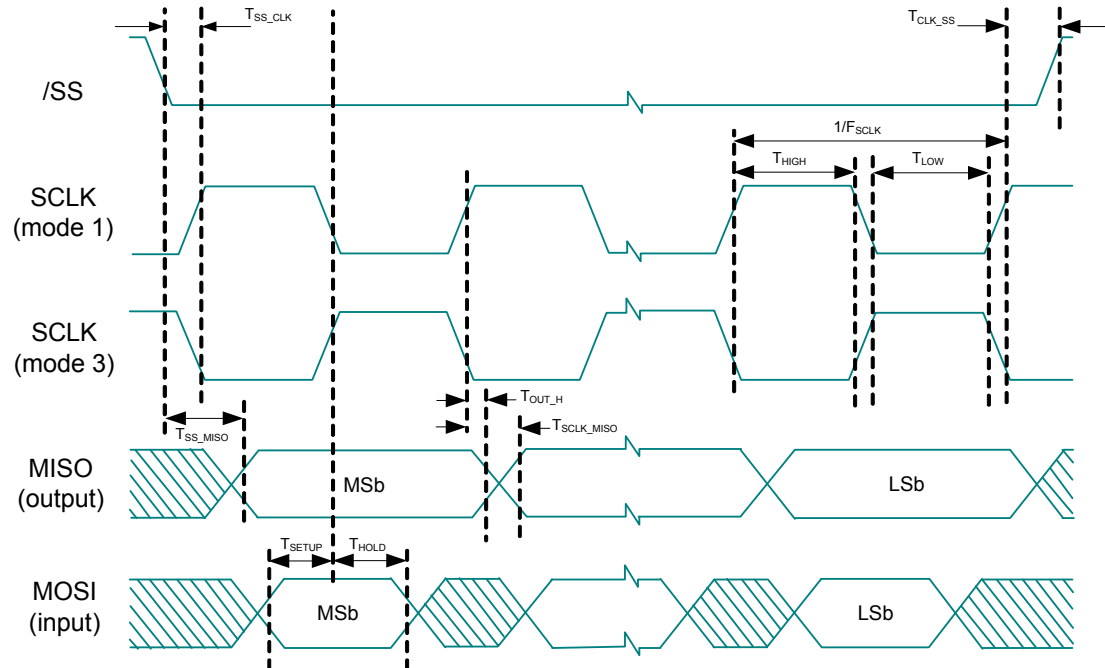 T_SS_CLK
T_CLK_SS
/SS
1/F_SCLK
T_HIGH
T_LOW
SCLK
(mode 1)
SCLK
(mode 3)
T_OUT_H
T_SS_MISO
T_SCLK_MISO
MISO
(output)
MSb
LSb
T_SETUP
T_HOLD
MOSI
(input)
MSb
LSb